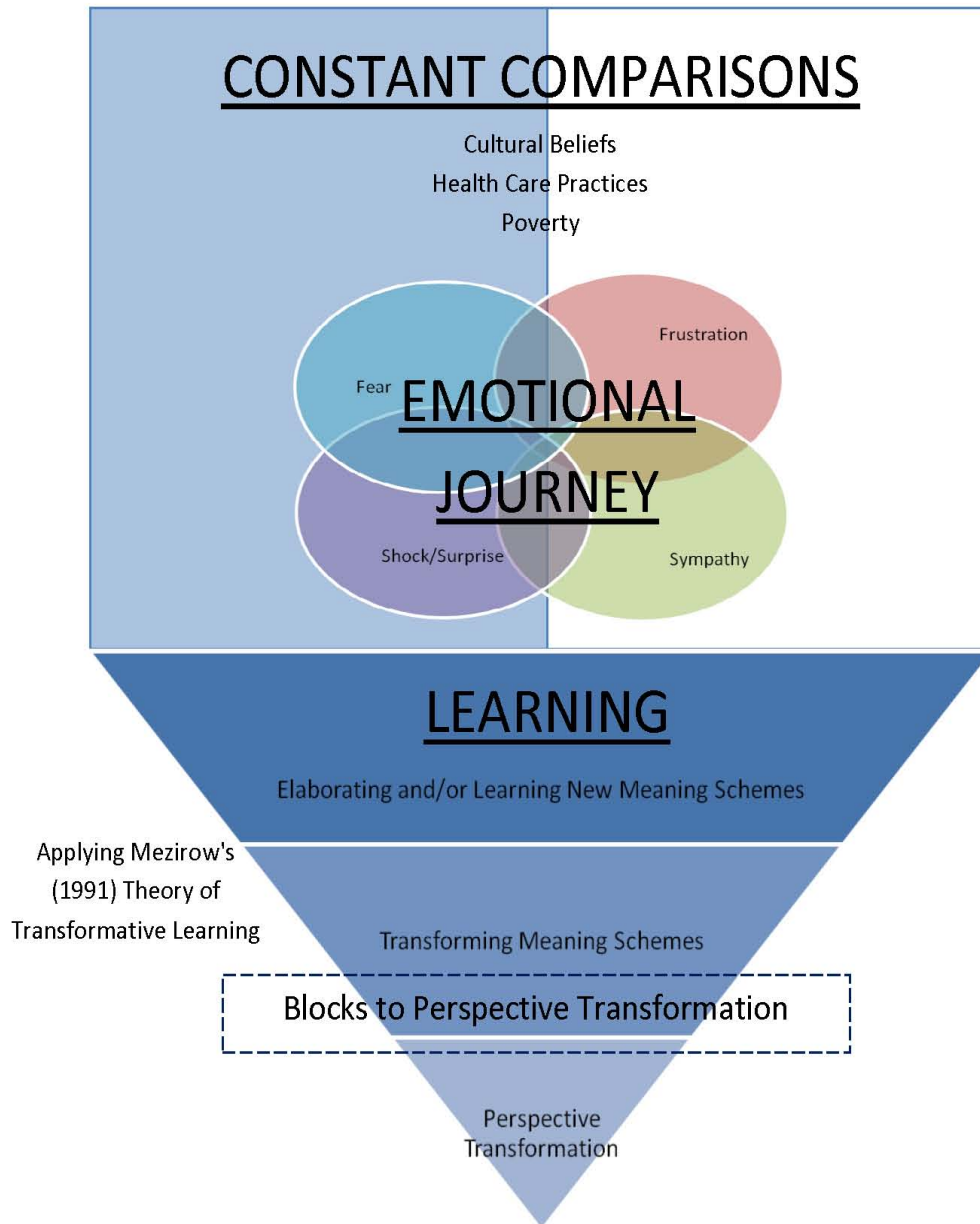 CONSTANT COMPARISONS
Cultural Beliefs
Health Care Practices
Poverty
Frustration
Fear
EMOTIONAL
JOURNEY
Shock/Surprise
Sympathy
LEARNING
Elaborating and/or Learning New Meaning Schemes
Applying Mezirow's
(1991) Theory of
Transformative Learning
Transforming Meaning Schemes
Blocks to Perspective Transformation
Perspective
Transformation